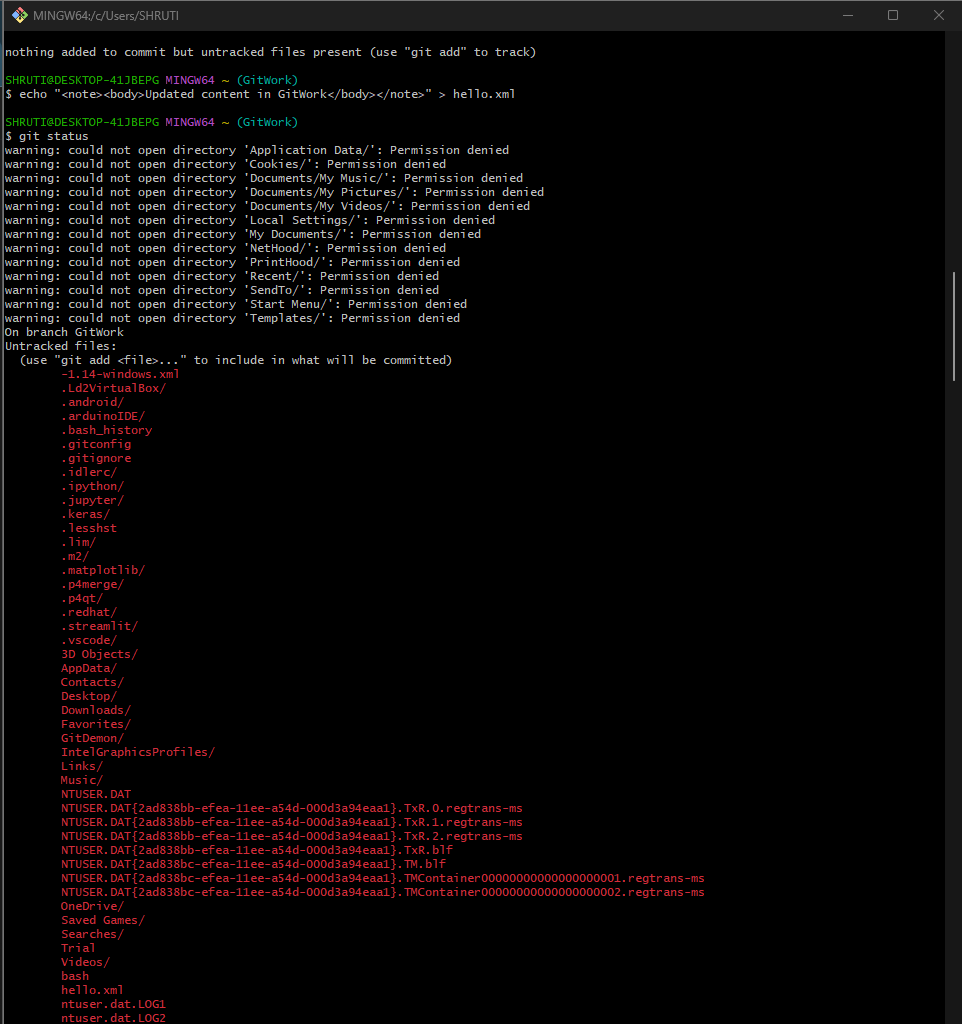 MINGW64:/c/Users/SHRUTI
nothing added to commit but untracked files present (use "git add" to track)
SHRUTI@DESKTOP-41JBEPG MINGW64 ~ (GitWork)
$ echo "<note><body>Updated content in GitWork</body></note>" > hello.xml
SHRUTI@DESKTOP-41JBEPG MINGW64 ~ (GitWork)
$ git status
warning: could not open directory 'Application Data/': Permission denied
warning: could not open directory 'Cookies/': Permission denied
warning: could not open directory 'Documents/My Music/': Permission denied
warning: could not open directory 'Documents/My Pictures/': Permission denied
warning: could not open directory 'Documents/My Videos/': Permission denied
warning: could not open directory 'Local Settings/': Permission denied
warning: could not open directory 'My Documents/': Permission denied
warning: could not open directory 'NetHood/': Permission denied
warning: could not open directory 'PrintHood/': Permission denied
warning: could not open directory 'Recent/': Permission denied
warning: could not open directory 'SendTo/': Permission denied
warning: could not open directory 'Start Menu/': Permission denied
warning: could not open directory 'Templates/': Permission denied
On branch GitWork
Untracked files:
(use "git add <file>..." to include in what will be committed)
-1.14-windows.xml
.Ld2VirtualBox/
.android/
.arduinoIDE/
.bash_history
.gitconfig
.gitignore
.idlerc/
.ipython/
.jupyter/
.keras/
.lesshst
.lim/
.m2/
.matplotlib/
.p4merge/
.p4qt/
.redhat/
.streamlit/
.vscode/
3D Objects/
AppData/
Contacts/
Desktop/
Downloads/
Favorites/
GitDemon/
IntelGraphicsProfiles/
Links/
Music/
NTUSER.DAT
NTUSER.DAT{2ad838bb-efea-11ee-a54d-000d3a94eaa1}.TxR.0.regtrans-ms
NTUSER.DAT{2ad838bb-efea-11ee-a54d-000d3a94eaa1}.TxR.1.regtrans-ms
NTUSER.DAT{2ad838bb-efea-11ee-a54d-000d3a94eaa1}.TxR.2.regtrans-ms
NTUSER.DAT{2ad838bb-efea-11ee-a54d-000d3a94eaa1}.TxR.blf
NTUSER.DAT{2ad838bc-efea-11ee-a54d-000d3a94eaa1}.TM.blf
NTUSER.DAT{2ad838bc-efea-11ee-a54d-000d3a94eaa1}.TMContainer00000000000000000001.regtrans-ms
NTUSER.DAT{2ad838bc-efea-11ee-a54d-000d3a94eaa1}.TMContainer00000000000000000002.regtrans-ms
OneDrive/
Saved Games/
Searches/
Trial
Videos/
bash
hello.xml
ntuser.dat.LOG1
ntuser.dat.LOG2